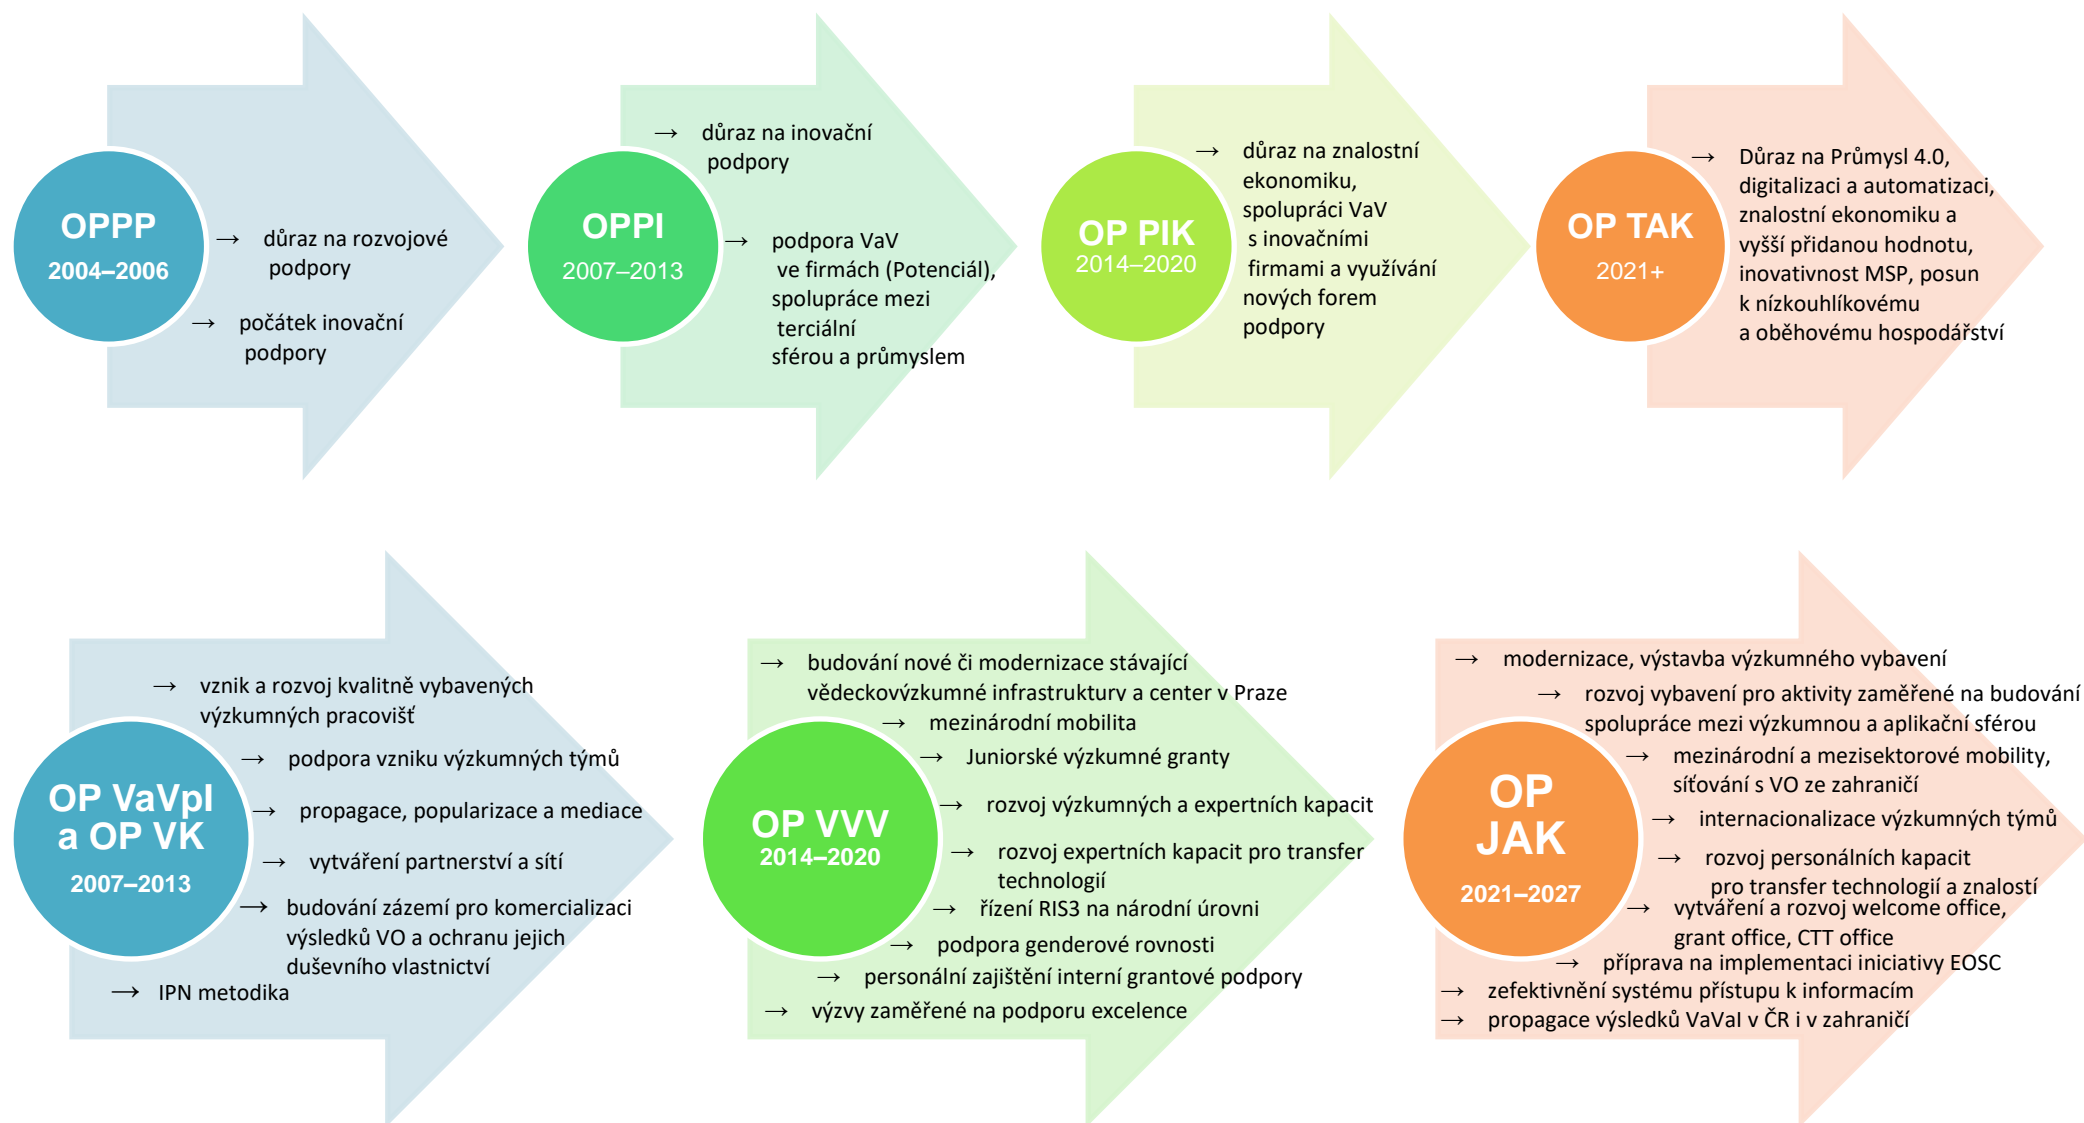 OPPP
2004–2006
→ důraz na rozvojové
podpory
→ počátek inovační
podpory
OPPI
2007–2013
→ důraz na inovační
podpory
→ podpora VaV
ve firmách (Potenciál),
spolupráce mezi
terciální
sférou a průmyslem
OP PIK
2014–2020
→ důraz na znalostní
ekonomiku,
spolupráci VaV
s inovačními
firmami a využívání
nových forem
podpory
OP TAK
2021+
→ Důraz na Průmysl 4.0,
digitalizaci a automatizaci,
znalostní ekonomiku a
vyšší přidanou hodnotu,
inovativnost MSP, posun
k nízkouhlíkovému
a oběhovému hospodářství
OP VaVpI
a OP VK
2007–2013
→ vznik a rozvoj kvalitně vybavených
výzkumných pracovišť
→ podpora vzniku výzkumných týmů
→ propagace, popularizace a mediace
→ vytváření partnerství a sítí
→ budování zázemí pro komercializaci
výsledků VO a ochranu jejich
duševního vlastnictví
→ IPN metodika
OP VVV
2014–2020
→ budování nové či modernizace stávající
vědeckovýzkumné infrastruktury a center v Praze
→ mezinárodní mobilita
→ Juniorské výzkumné granty
→ rozvoj výzkumných a expertních kapacit
→ rozvoj expertních kapacit pro transfer
technologií
→ řízení RIS3 na národní úrovni
→ podpora genderové rovnosti
→ personální zajištění interní grantové podpory
→ výzvy zaměřené na podporu excelence
OP
JAK
2021–2027
→ modernizace, výstavba výzkumného vybavení
→ rozvoj vybavení pro aktivity zaměřené na budování
spolupráce mezi výzkumnou a aplikační sférou
→ mezinárodní a mezisektorové mobility,
síťování s VO ze zahraničí
→ internacionalizace výzkumných týmů
→ rozvoj personálních kapacit
pro transfer technologií a znalostí
→ vytváření a rozvoj welcome office,
grant office, CTT office
→ příprava na implementaci iniciativy EOSC
→ zefektivnění systému přístupu k informacím
→ propagace výsledků VaVaI v ČR i v zahraničí